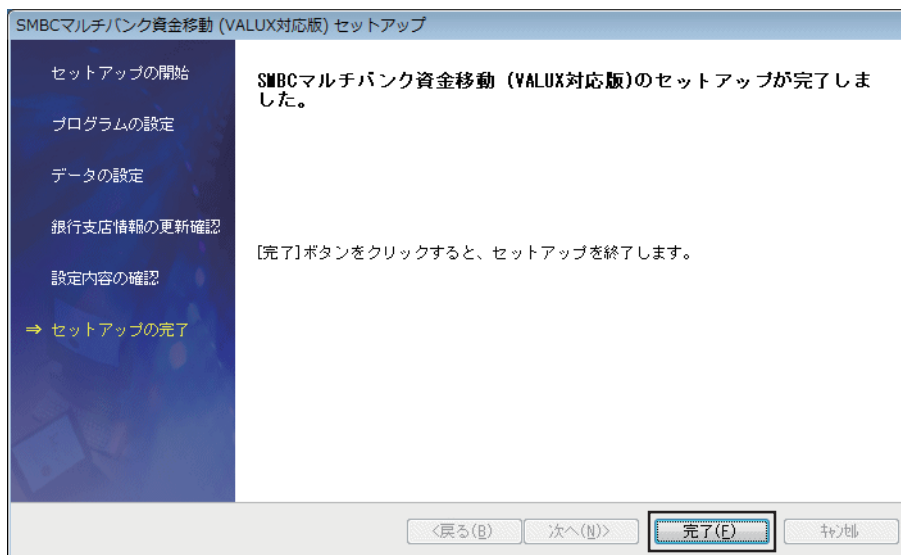 SMBCマルチバンク資金移動 (VALUX対応版) セットアップ
セットアップの開始
プログラムの設定
データの設定
銀行支店情報の更新確認
設定内容の確認
⇒ セットアップの完了
SMBCマルチバンク資金移動 (VALUX対応版)のセットアップが完了しま
した。
[完了]ボタンをクリックすると、セットアップを終了します。
<戻る(B)
次へ(N)>
完了(F)
キャンセル